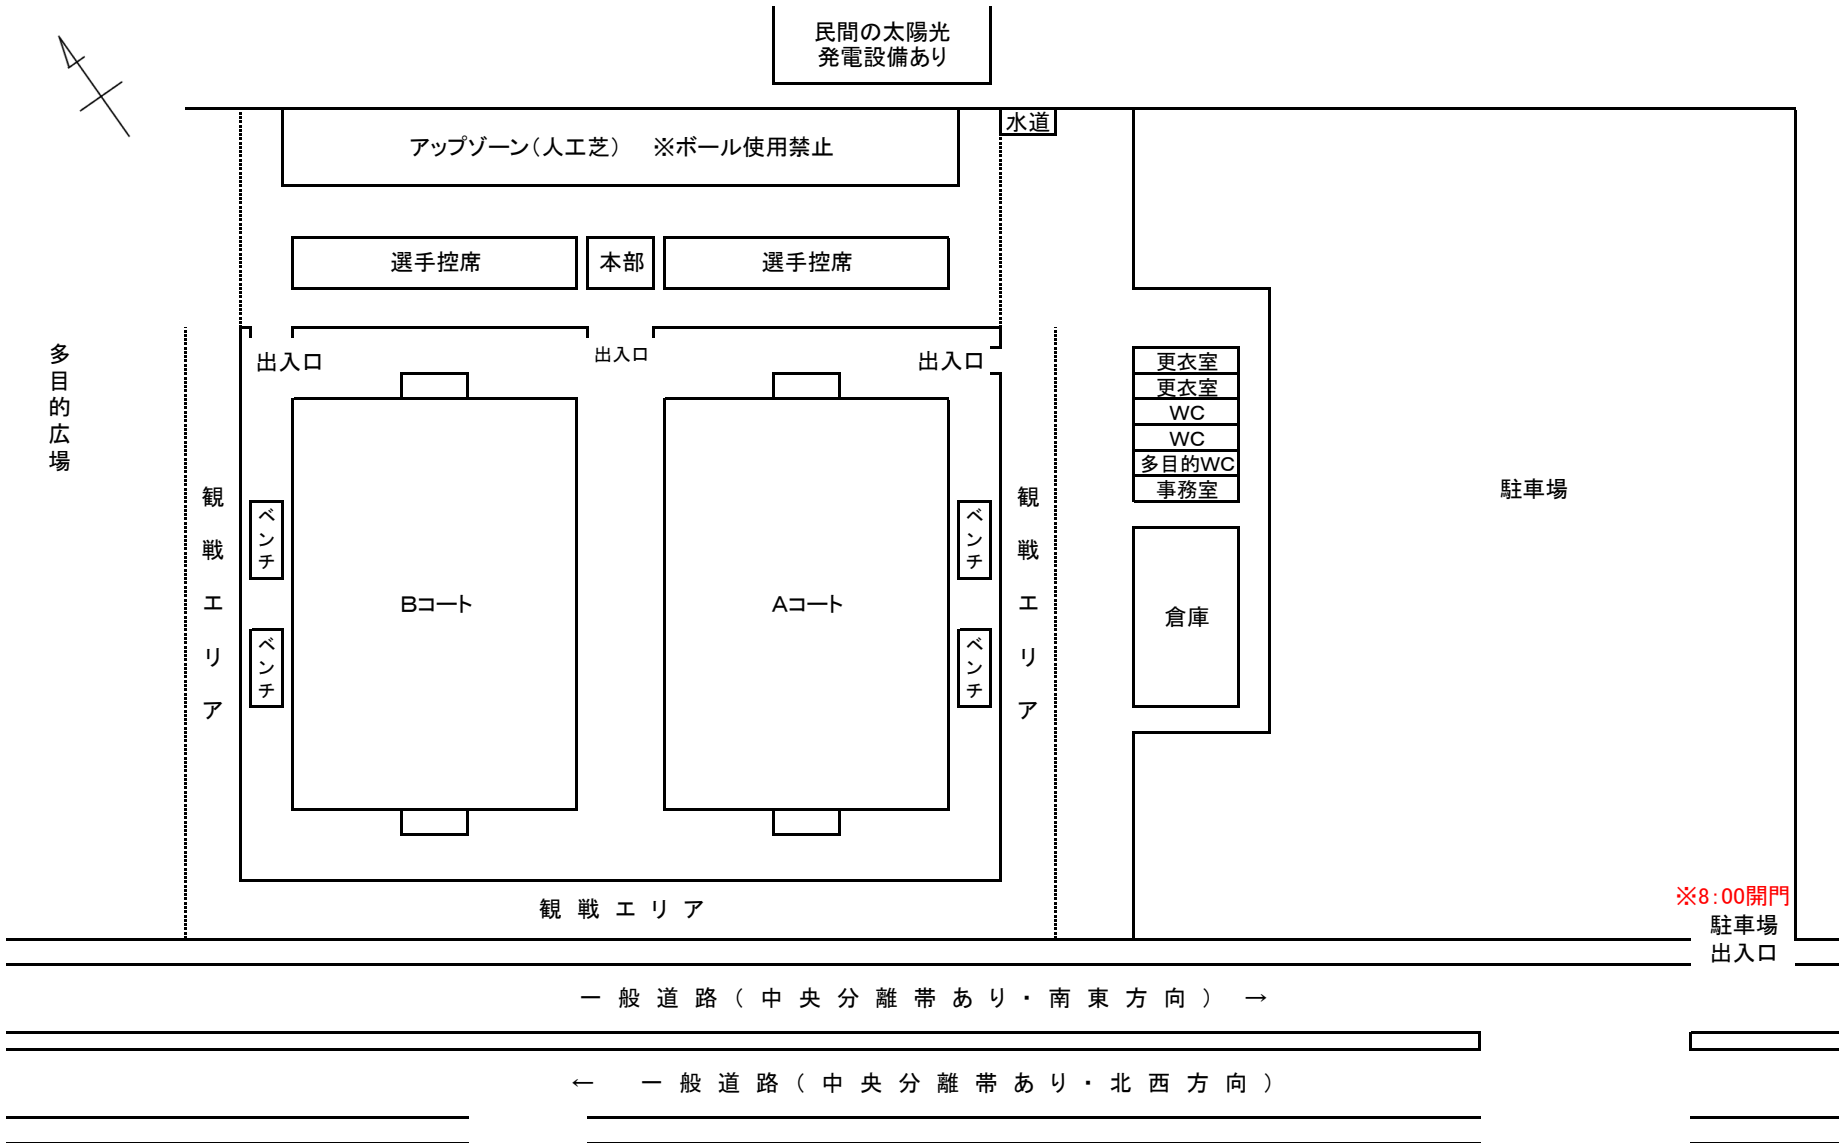 民間の太陽光
発電設備あり
水道
アップゾーン（人工芝）　※ボール使用禁止
選手控席
本部
選手控席
出入口
出入口
出入口
多目的広場
更衣室
更衣室
WC
WC
多目的WC
事務室
駐車場
観戦エリア
ベンチ
ベンチ
観戦エリア
ベンチ
ベンチ
Bコート
Aコート
倉庫
※8:00開門
駐車場
出入口
観戦エリア
一般道路（中央分離帯あり・南東方向）　→
←　一般道路（中央分離帯あり・北西方向）